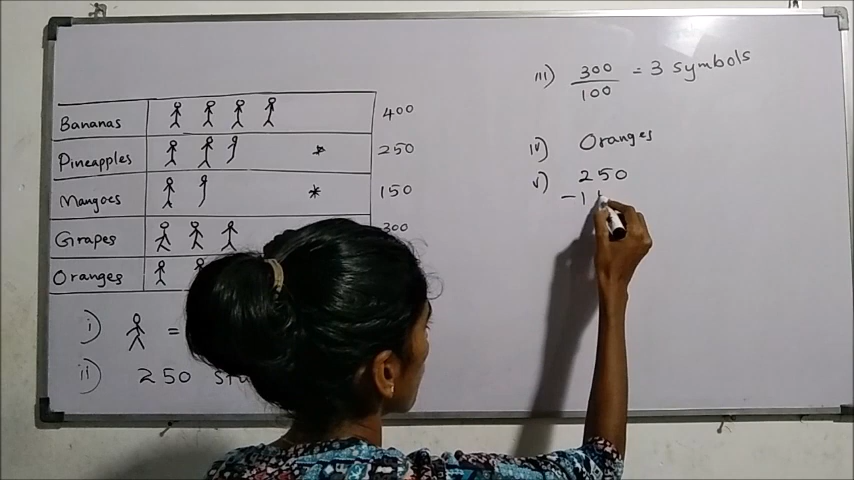 Bananas 400
Pineapples * 250
Mangoes * 150
Grapes 300
Oranges
i) =
ii) 250
iii) 300/100 = 3 symbols
iv) Oranges
v) 250
-1